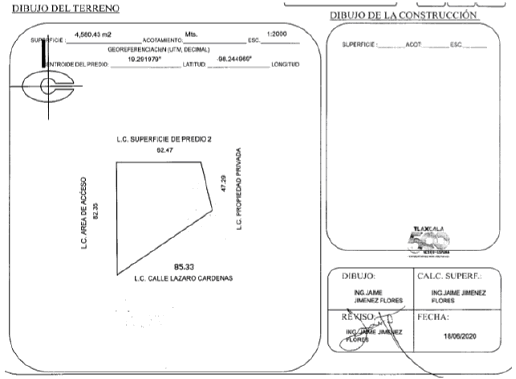 DIBUJO DEL TERRENO
SUPERFICIE: 4,580.43 m2 ACOTAMIENTO: Mts. ESC. 1:2000
GEOREFERENCIACION (UTM, DECIMAL)
CENTROIDE DEL PREDIO: 19.291979° LATITUD -98.244960° LONGITUD
L.C. SUPERFICIE DE PREDIO 2
62.47
L.C. AREA DE ACCESO
82.35
47.29
L.C. PROPIEDAD PRIVADA
85.33
L.C. CALLE LAZARO CARDENAS
DIBUJO DE LA CONSTRUCCIÓN
SUPERFICIE: ACOT. ESC.
TLAXCALA
DIBUJO:
ING.JAIME
JIMENEZ FLORES
CALC. SUPERF.:
ING.JAIME JIMENEZ
FLORES
REVISO:
ING. JAIME JIMENEZ
FLORES
FECHA:
18/06/2020